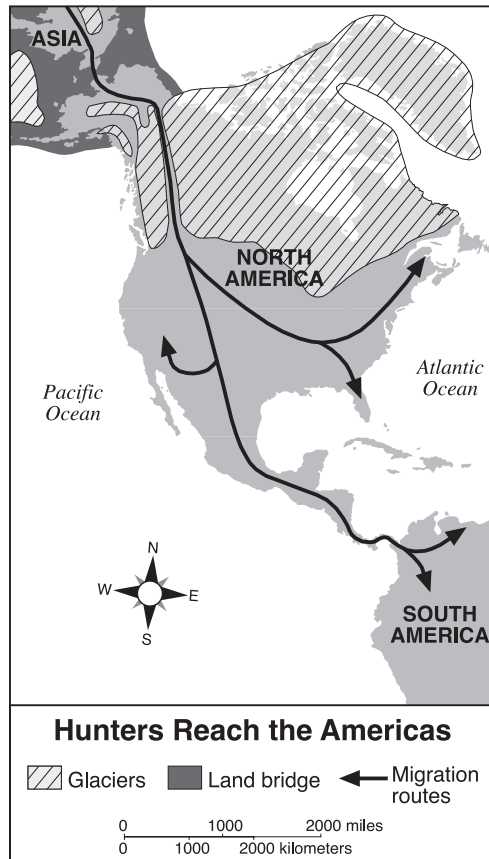 ASIA
NORTH
AMERICA
Pacific
Ocean
Atlantic
Ocean
N
W
E
S
SOUTH
AMERICA
Hunters Reach the Americas
Glaciers
Land bridge
Migration
routes
0 1000 2000 miles
0 1000 2000 kilometers